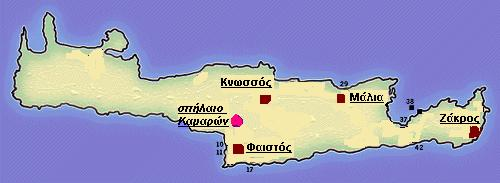 Κνωσσός
29
Μάλια
σπήλαιο
Καμαρών
38
37
Ζάκρος
10
11
Φαιστός
42
17